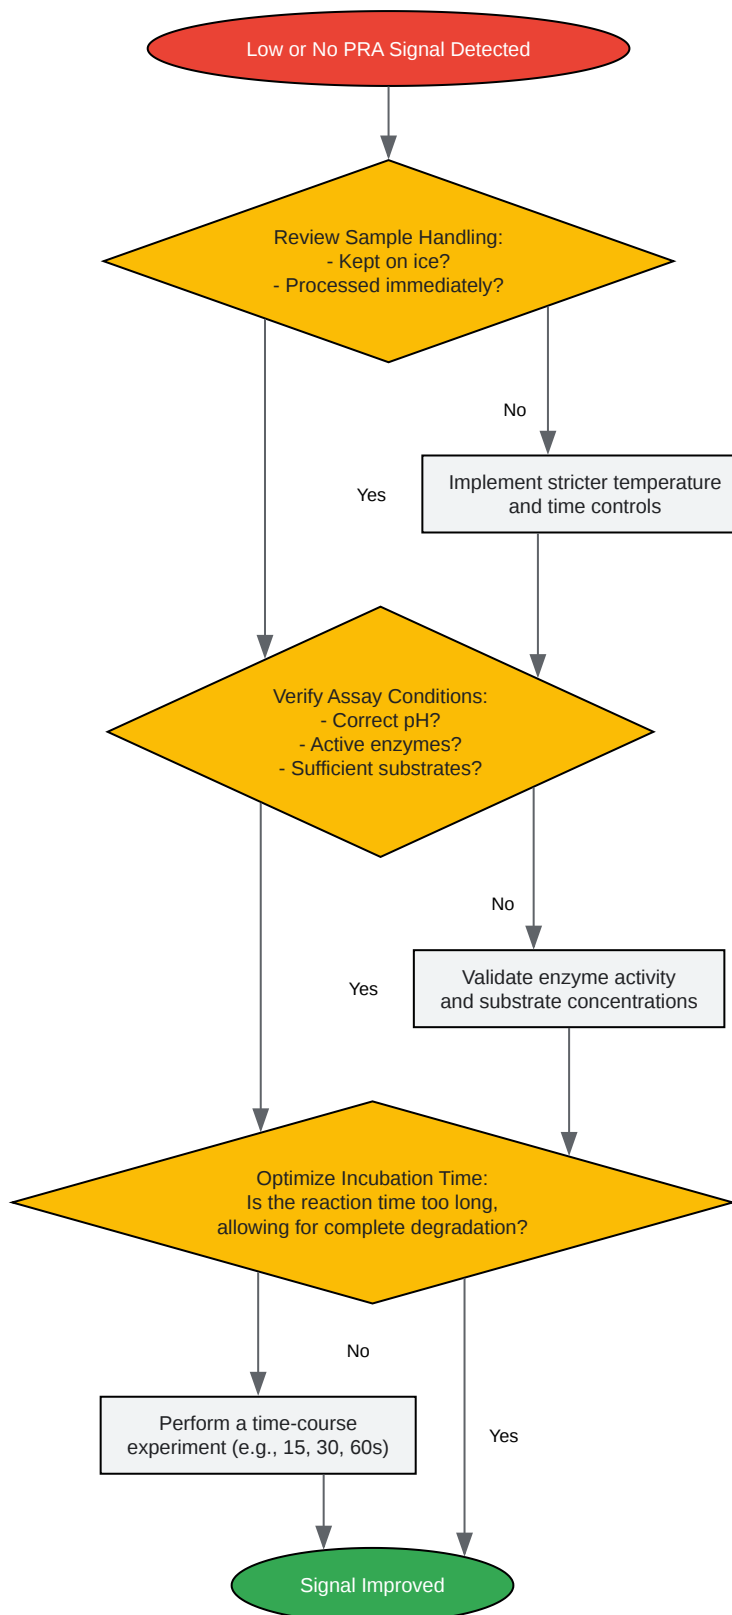 Low or No PRA Signal Detected
Review Sample Handling:
- Kept on ice?
- Processed immediately?
No
Implement stricter temperature
and time controls
Yes
Verify Assay Conditions:
- Correct pH?
- Active enzymes?
- Sufficient substrates?
No
Validate enzyme activity
and substrate concentrations
Yes
Optimize Incubation Time:
Is the reaction time too long,
allowing for complete degradation?
No
Perform a time-course
experiment (e.g., 15, 30, 60s)
Yes
Signal Improved